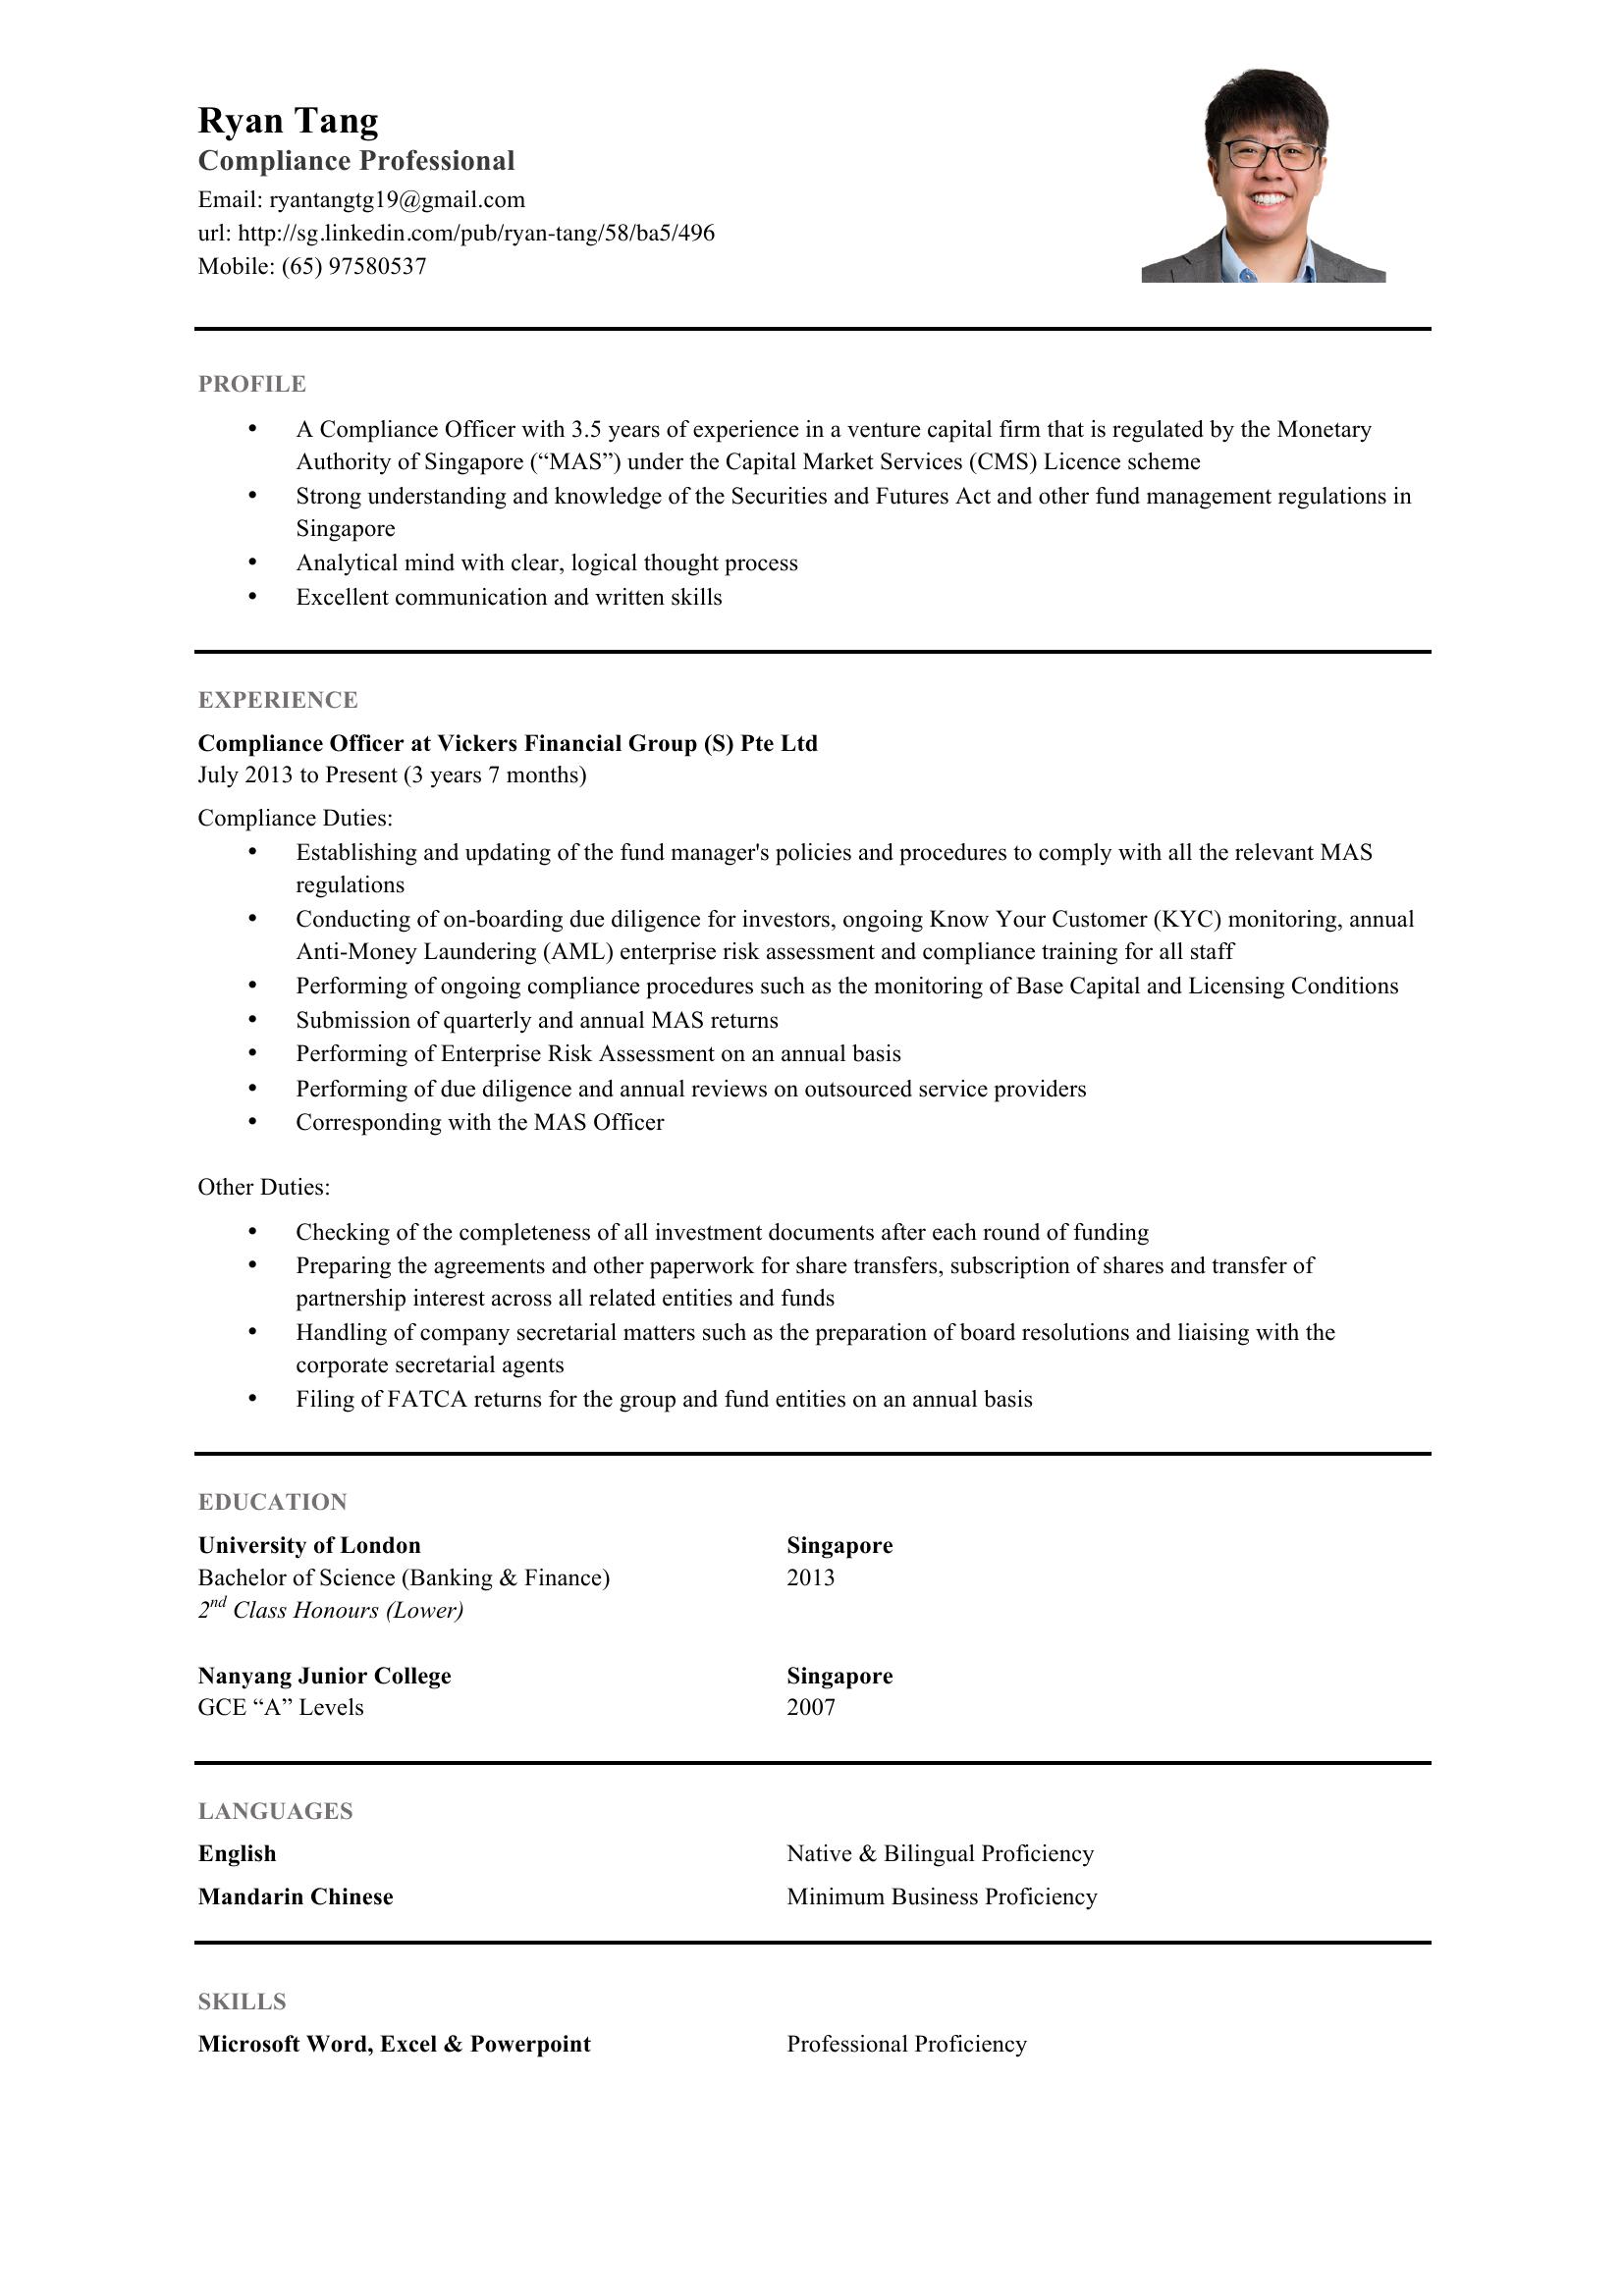 Ryan Tang
Compliance Professional
Email: ryantangtg19@gmail.com
url: http://sg.linkedin.com/pub/ryan-tang/58/ba5/496
Mobile: (65) 97580537
PROFILE
• A Compliance Officer with 3.5 years of experience in a venture capital firm that is regulated by the Monetary
Authority of Singapore (“MAS”) under the Capital Market Services (CMS) Licence scheme
• Strong understanding and knowledge of the Securities and Futures Act and other fund management regulations in
Singapore
• Analytical mind with clear, logical thought process
• Excellent communication and written skills
EXPERIENCE
Compliance Officer at Vickers Financial Group (S) Pte Ltd
July 2013 to Present (3 years 7 months)
Compliance Duties:
• Establishing and updating of the fund manager's policies and procedures to comply with all the relevant MAS
regulations
• Conducting of on-boarding due diligence for investors, ongoing Know Your Customer (KYC) monitoring, annual
Anti-Money Laundering (AML) enterprise risk assessment and compliance training for all staff
• Performing of ongoing compliance procedures such as the monitoring of Base Capital and Licensing Conditions
• Submission of quarterly and annual MAS returns
• Performing of Enterprise Risk Assessment on an annual basis
• Performing of due diligence and annual reviews on outsourced service providers
• Corresponding with the MAS Officer
Other Duties:
• Checking of the completeness of all investment documents after each round of funding
• Preparing the agreements and other paperwork for share transfers, subscription of shares and transfer of
partnership interest across all related entities and funds
• Handling of company secretarial matters such as the preparation of board resolutions and liaising with the
corporate secretarial agents
• Filing of FATCA returns for the group and fund entities on an annual basis
EDUCATION
University of London Singapore
Bachelor of Science (Banking & Finance) 2013
2nd Class Honours (Lower)
Nanyang Junior College Singapore
GCE “A” Levels 2007
LANGUAGES
English Native & Bilingual Proficiency
Mandarin Chinese Minimum Business Proficiency
SKILLS
Microsoft Word, Excel & Powerpoint Professional Proficiency